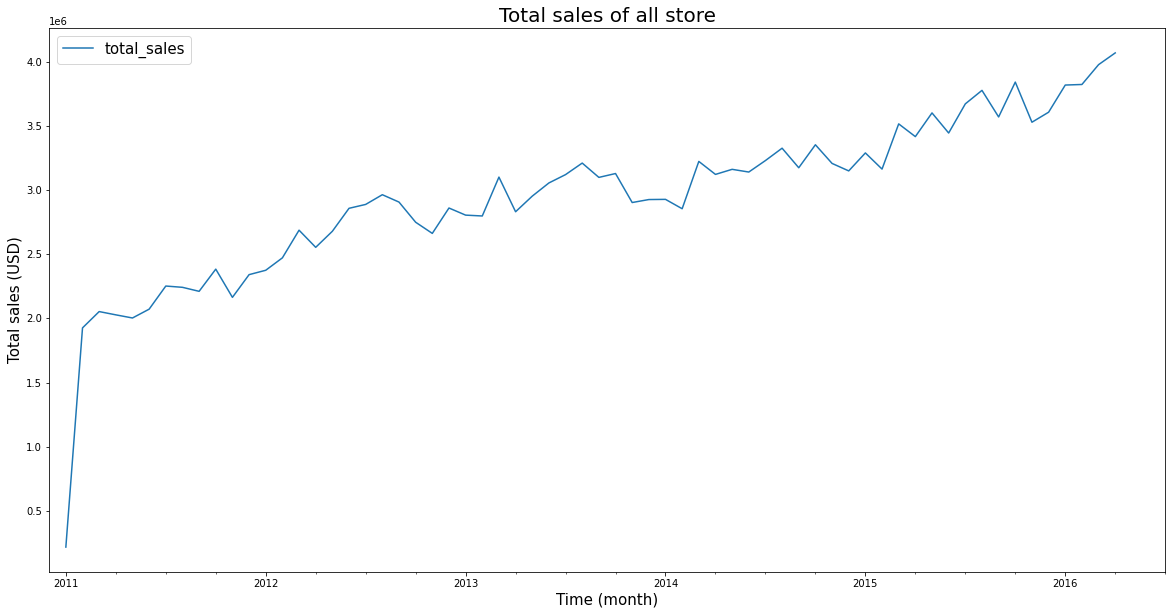 Total sales of all store
1e6
total_sales
4.0
3.5
3.0
2.5
2.0
1.5
1.0
0.5
Total sales (USD)
2011 2012 2013 2014 2015 2016
Time (month)